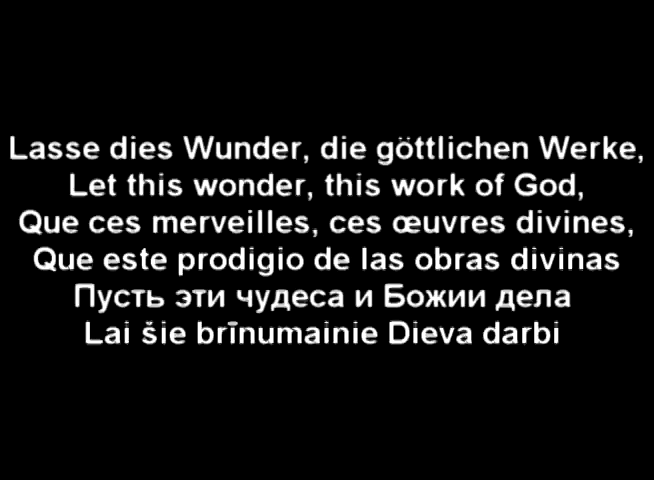 Lasse dies Wunder, die göttlichen Werke,
Let this wonder, this work of God,
Que ces merveilles, ces œuvres divines,
Que este prodigio de las obras divinas
Пусть эти чудеса и Божии дела
Lai šie brīnumainie Dieva darbi